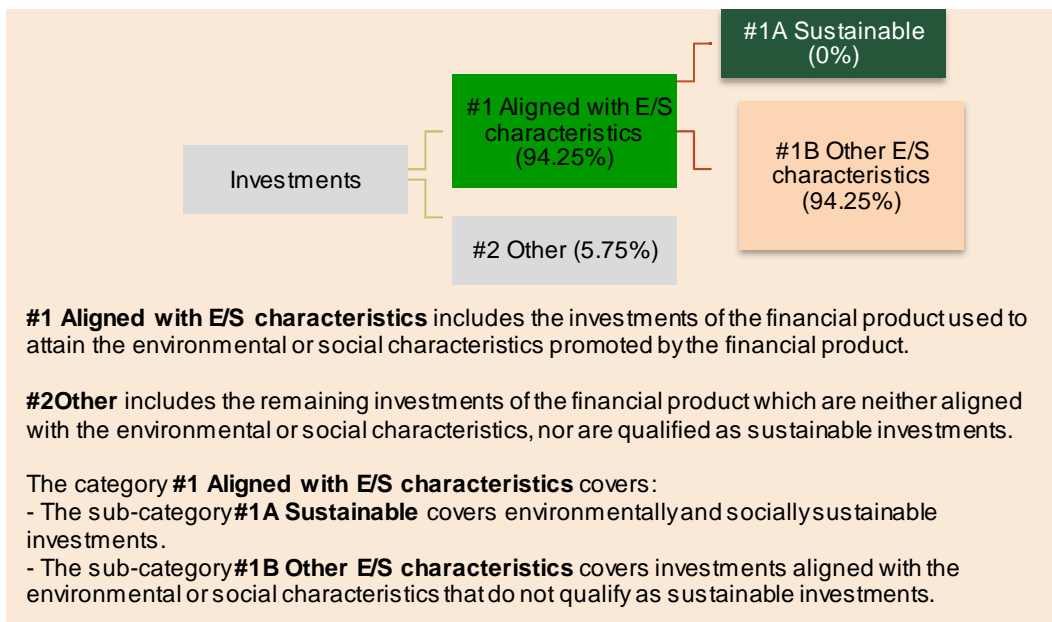 #1A Sustainable
(0%)
#1 Aligned with E/S
characteristics
(94.25%)
#1B Other E/S
characteristics
(94.25%)
Investments
#2 Other (5.75%)
#1 Aligned with E/S characteristics includes the investments of the financial product used to
attain the environmental or social characteristics promoted by the financial product.
#2Other includes the remaining investments of the financial product which are neither aligned
with the environmental or social characteristics, nor are qualified as sustainable investments.
The category #1 Aligned with E/S characteristics covers:
- The sub-category #1A Sustainable covers environmentally and socially sustainable
investments.
- The sub-category #1B Other E/S characteristics covers investments aligned with the
environmental or social characteristics that do not qualify as sustainable investments.